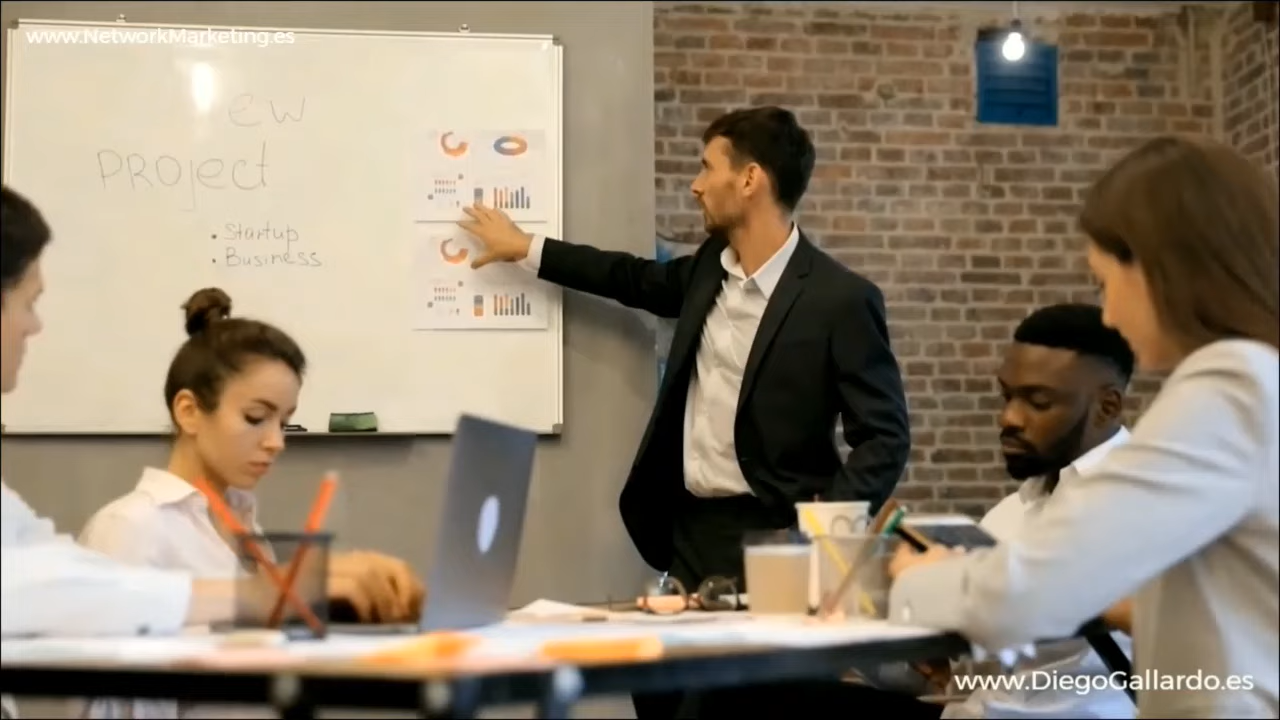 www.NetworkMarketing.es
ew
PROject
• Startup
• Business
www.DiegoGallardo.es